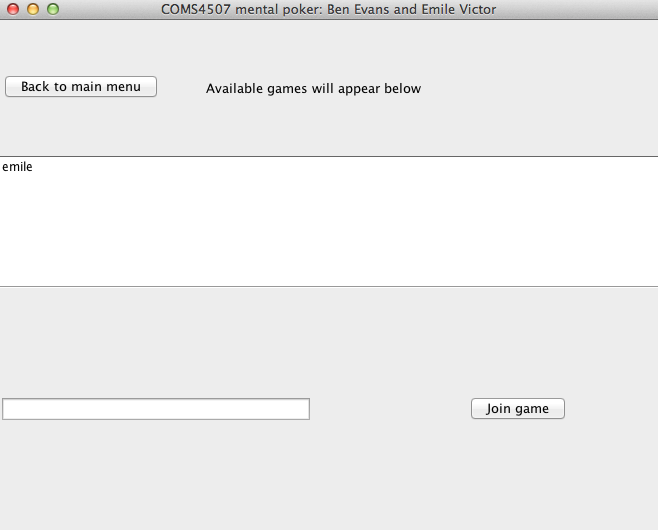 COMS4507 mental poker: Ben Evans and Emile Victor
Back to main menu
Available games will appear below
emile
Join game